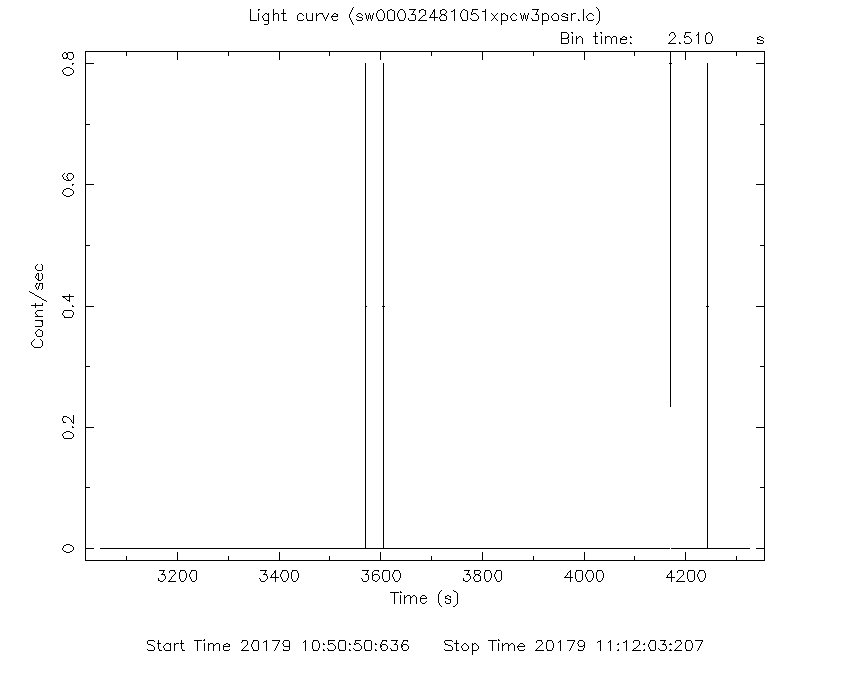 Light curve (sw00032481051xpcw3posr.lc)
Bin time: 2.510 s
0.8
0.6
0.4
0.2
0
Count/sec
3200 3400 3600 3800 4000 4200
Time (s)
Start Time 20179 10:50:50:636 Stop Time 20179 11:12:03:207